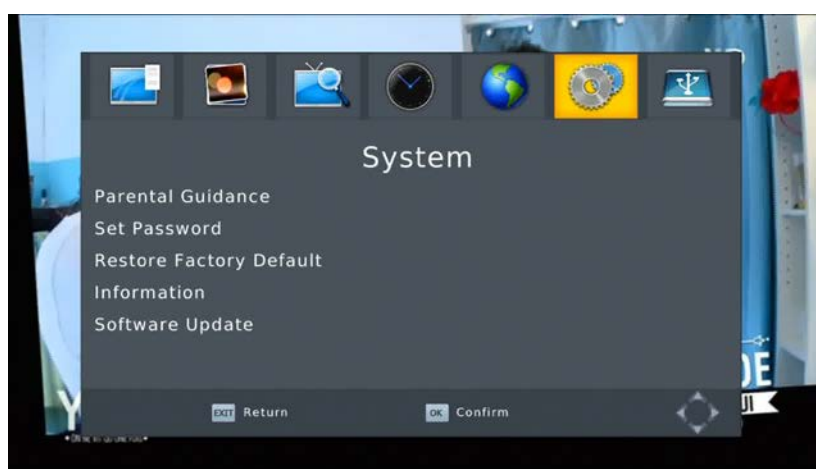 System
Parental Guidance
Set Password
Restore Factory Default
Information
Software Update
EXIT Return
OK Confirm